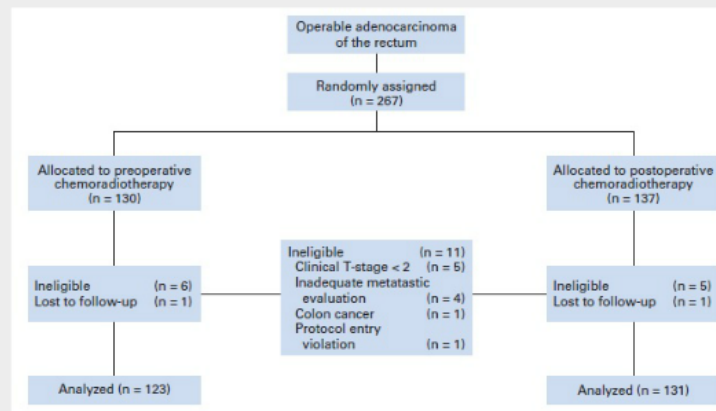 Operable adenocarcinoma
of the rectum
Randomly assigned
(n = 267)
Allocated to preoperative
chemoradiotherapy
(n = 130)
Allocated to postoperative
chemoradiotherapy
(n = 137)
Ineligible (n = 6)
Lost to follow-up (n = 1)
Ineligible (n = 11)
Clinical T-stage < 2 (n = 5)
Inadequate metatastic
evaluation (n = 4)
Colon cancer (n = 1)
Protocol entry
violation (n = 1)
Ineligible (n = 5)
Lost to follow-up (n = 1)
Analyzed (n = 123)
Analyzed (n = 131)